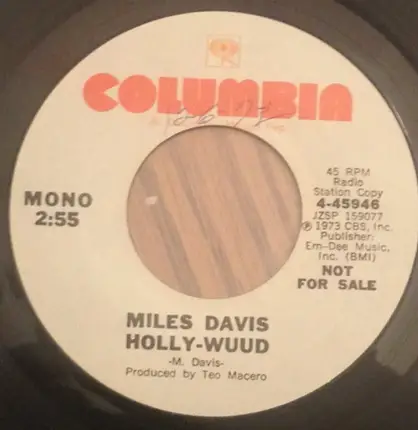 COLUMBIA
MONO
2:55
45 RPM
Radio
Station Copy
4-45946
JZSP 159077
℗ 1973 CBS, Inc.
Publisher:
Em-Dee Music,
Inc. (BMI)
NOT
FOR SALE
MILES DAVIS
HOLLY-WUUD
-M. Davis-
Produced by Teo Macero